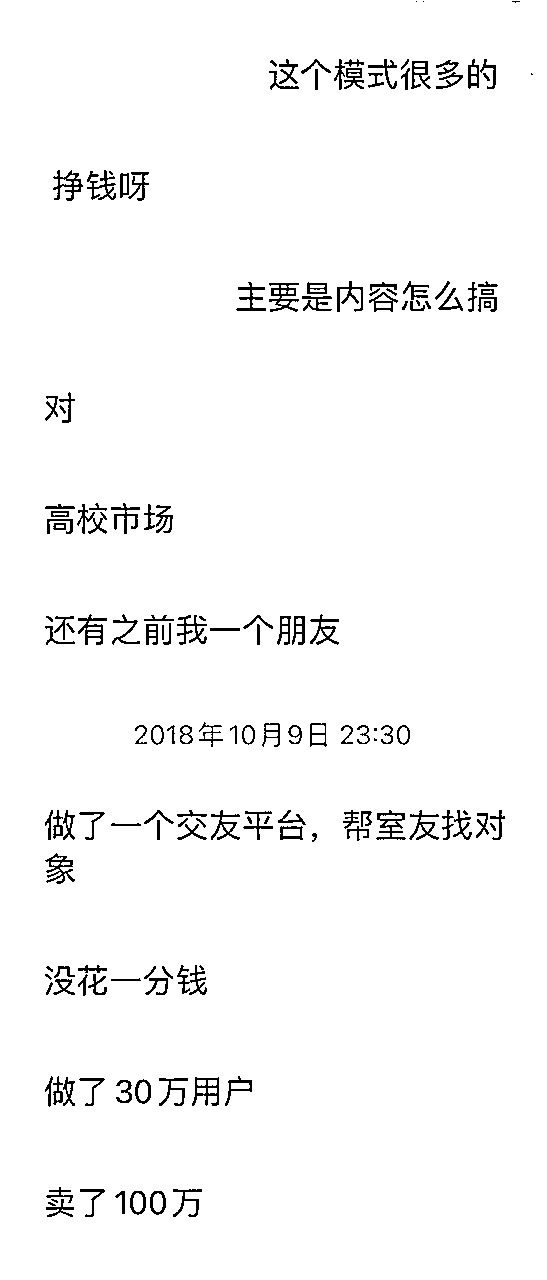 这个模式很多的
挣钱呀
主要是内容怎么搞
对
高校市场
还有之前我一个朋友
2018年10月9日 23:30
做了一个交友平台，帮室友找对
象
没花一分钱
做了30万用户
卖了100万